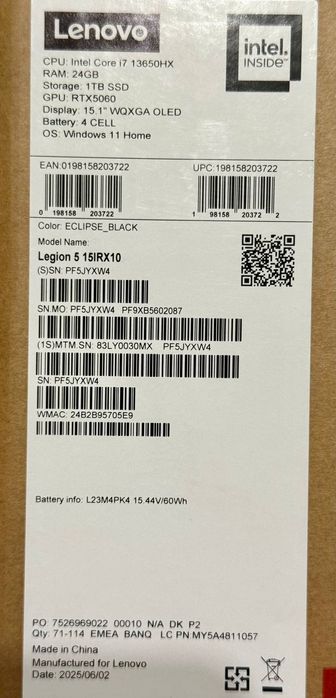 Lenovo
intel.
INSIDE™
CPU: Intel Core i7 13650HX
RAM: 24GB
Storage: 1TB SSD
GPU: RTX5060
Display: 15.1" WQXGA OLED
Battery: 4 CELL
OS: Windows 11 Home
EAN:0198158203722 UPC:198158203722
0 198158 203722 1 98158 20372 2
Color: ECLIPSE_BLACK
Model Name:
Legion 5 15IRX10
(S)SN: PF5JYXW4
SN.MO: PF5JYXW4 PF9XB5602087
(1S)MTM.SN: 83LY0030MX PF5JYXW4
SN: PF5JYXW4
WMAC: 24B2B95705E9
Battery info: L23M4PK4 15.44V/60Wh
PO 7526969022 00010 N/A DK P2
Qty: 71-114 EMEA BANQ LC PN:MY5A4811057
Made in China
Manufactured for Lenovo
Date: 2025/06/02